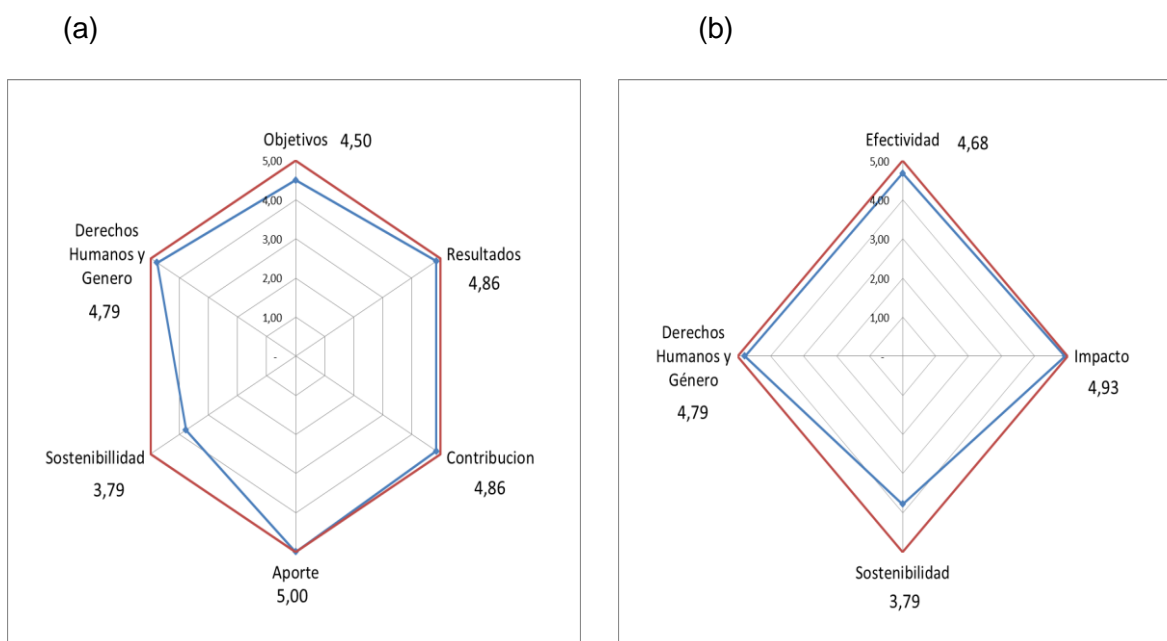 (a)
Objetivos 4,50
5,00
4,00
3,00
2,00
1,00
-
Resultados
4,86
Contribucion
4,86
Aporte
5,00
Sostenibillidad
3,79
Derechos
Humanos y
Genero
4,79
(b)
Efectividad 4,68
5,00
4,00
3,00
2,00
1,00
-
Impacto
4,93
Sostenibilidad
3,79
Derechos
Humanos y
Género
4,79